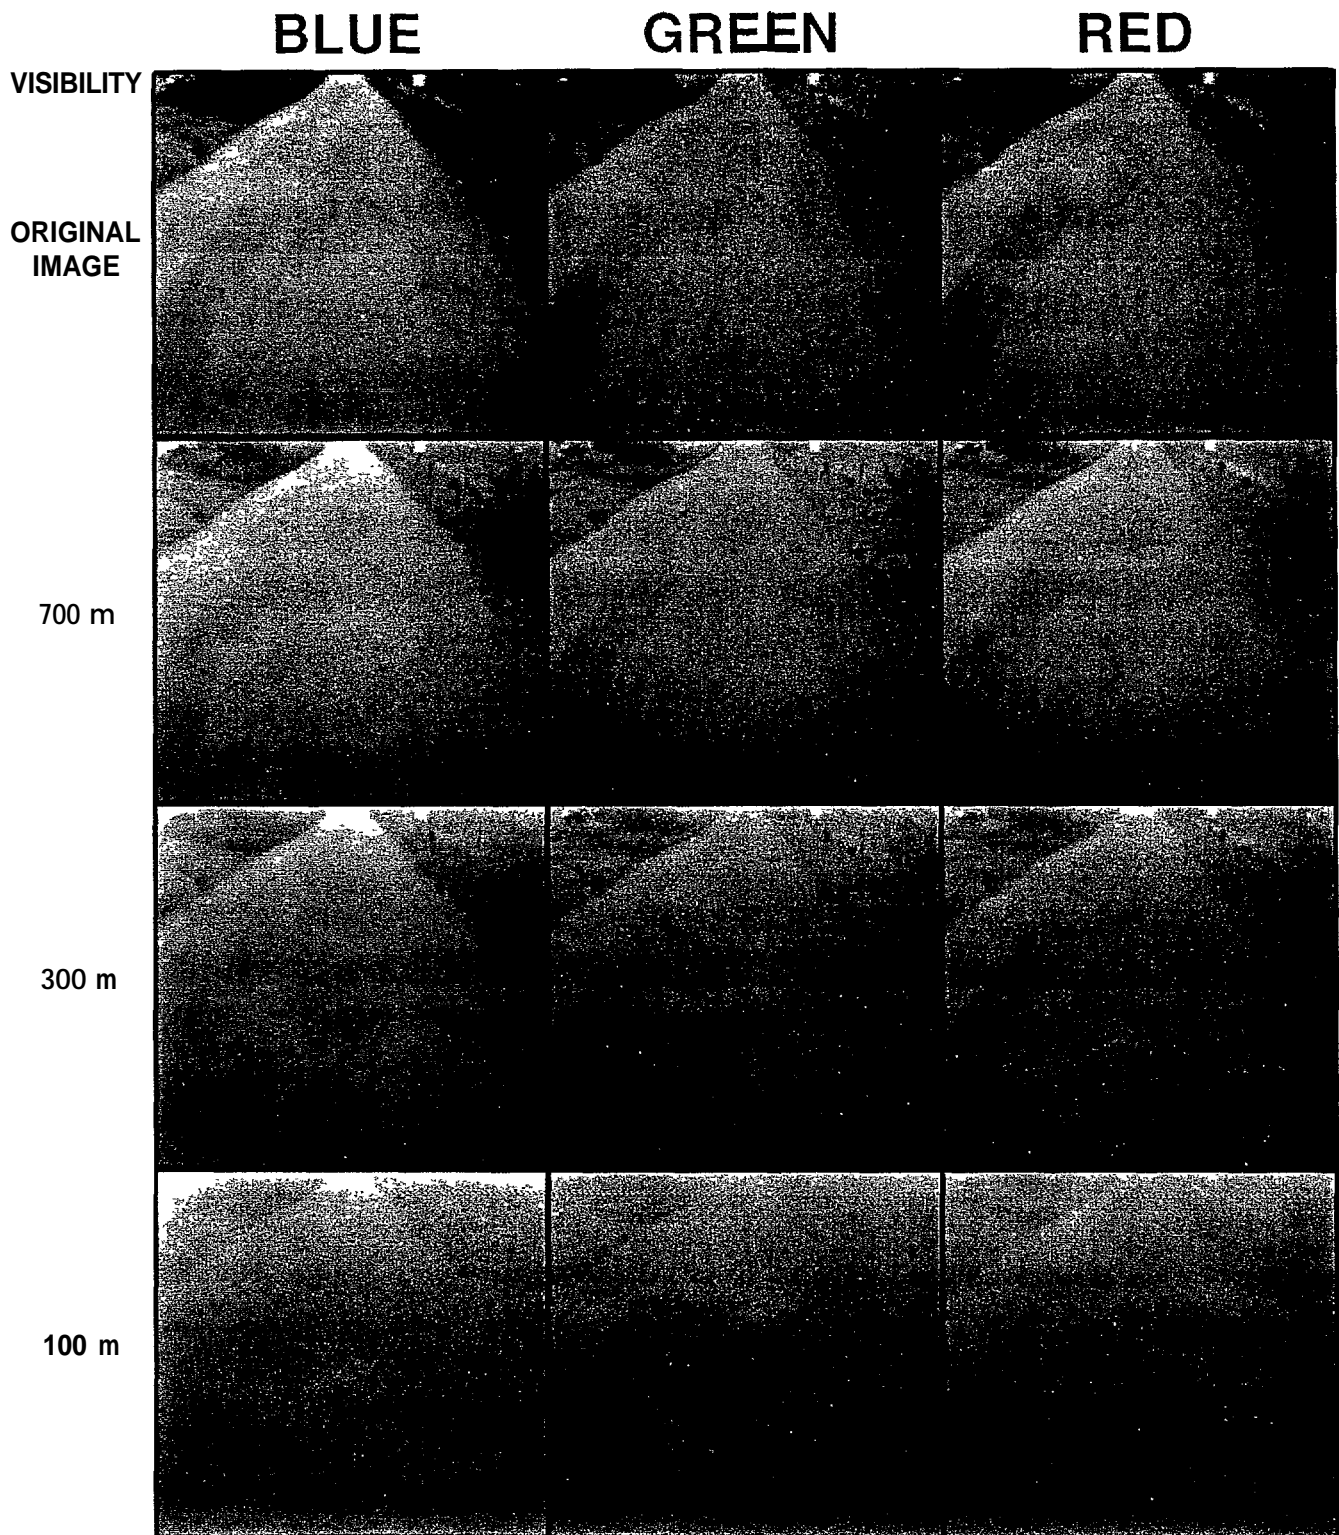 BLUE GREEN RED
VISIBILITY
ORIGINAL
IMAGE
700 m
300 m
100 m